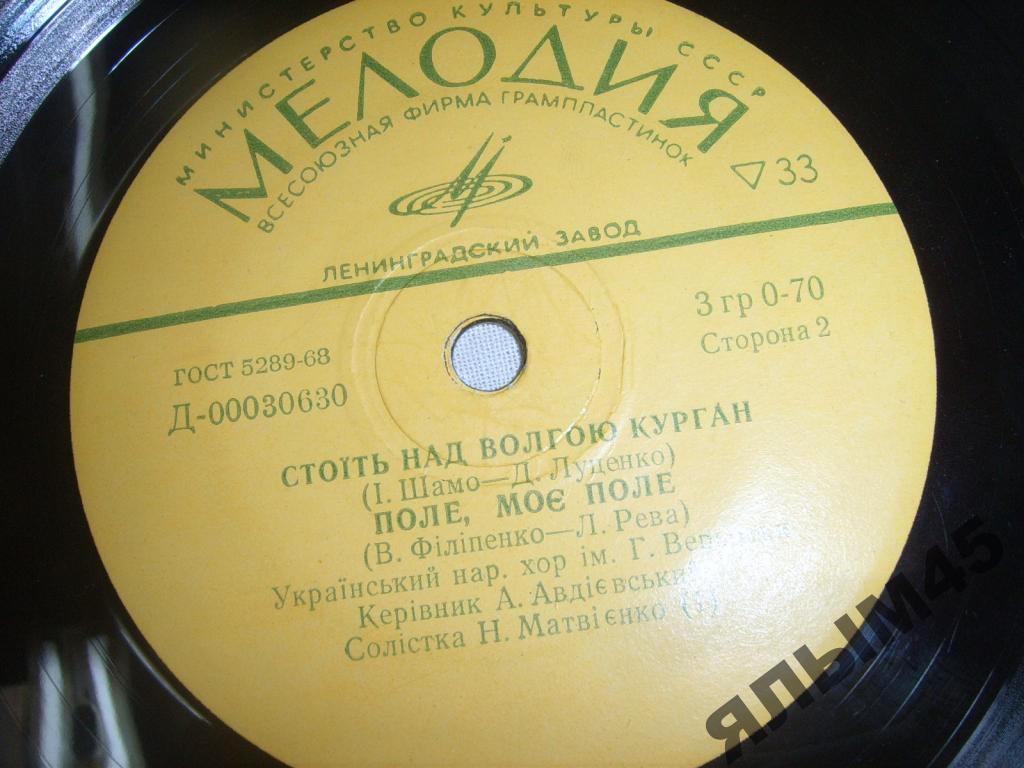 МИНИСТЕРСТВО КУЛЬТУРЫ СССР
МЕЛОДИЯ
ВСЕСОЮЗНАЯ ФИРМА ГРАМПЛАСТИНОК
33
ЛЕНИНГРАДСКИЙ ЗАВОД
ГОСТ 5289-68
3 гр 0-70
Д-00030630
Сторона 2
СТОЇТЬ НАД ВОЛГОЮ КУРГАН
(І. Шамо—Д. Луценко)
ПОЛЕ, МОЄ ПОЛЕ
(В. Філіпенко—Л. Рева)
Український нар. хор ім. Г.
Керівник А. Авдієвський
Солістка Н. Матвієнко
ЯЛЫМ45